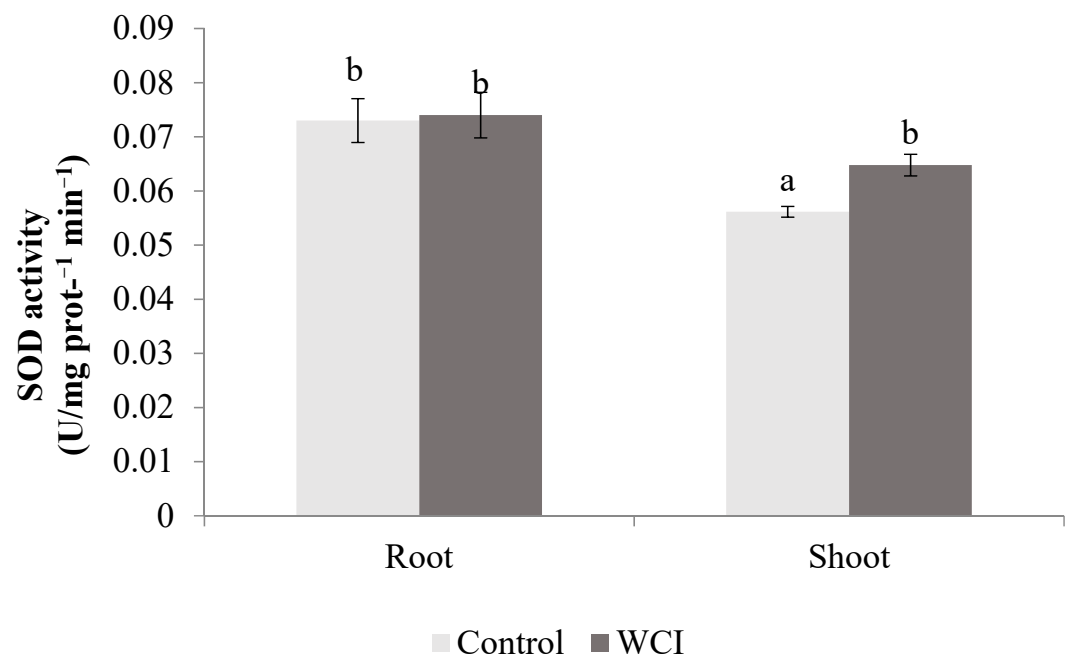 0.09
0.08
0.07
0.06
0.05
0.04
0.03
0.02
0.01
0
SOD activity
(U/mg prot-⁻¹ min⁻¹)
b
b
a
b
Root
Shoot
Control
WCI